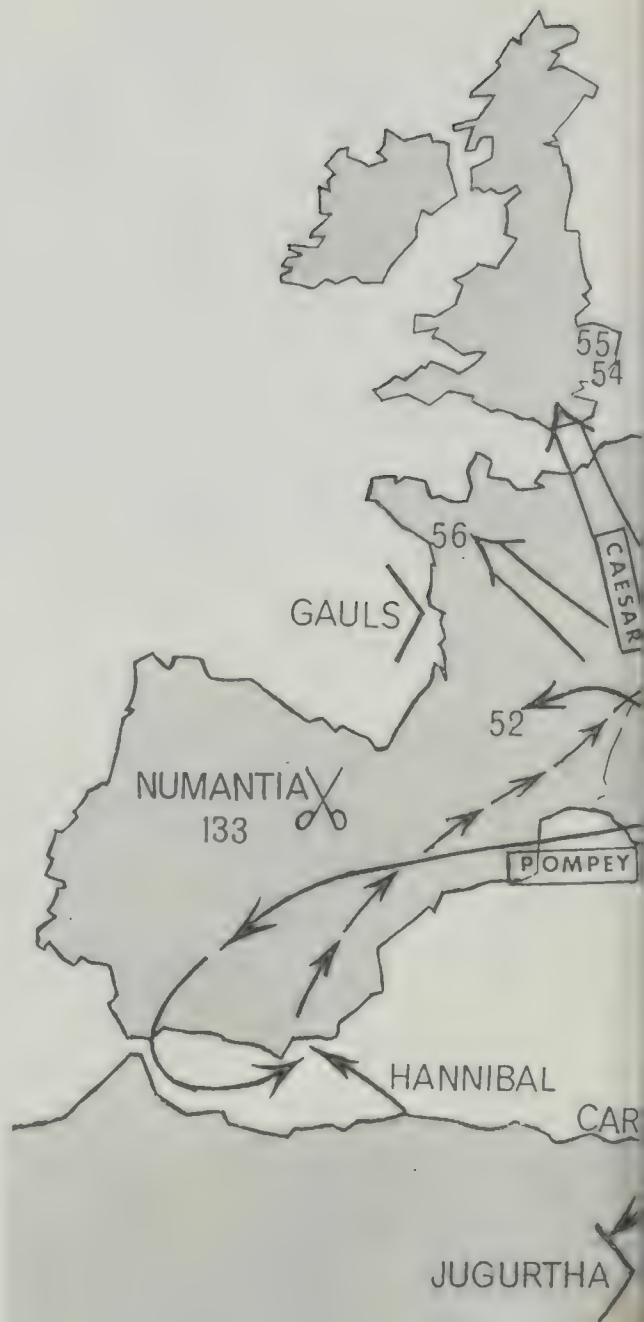 55
54
56
CAESAR
GAULS
52
NUMANTIA
133
POMPEY
HANNIBAL
CAR
JUGURTHA